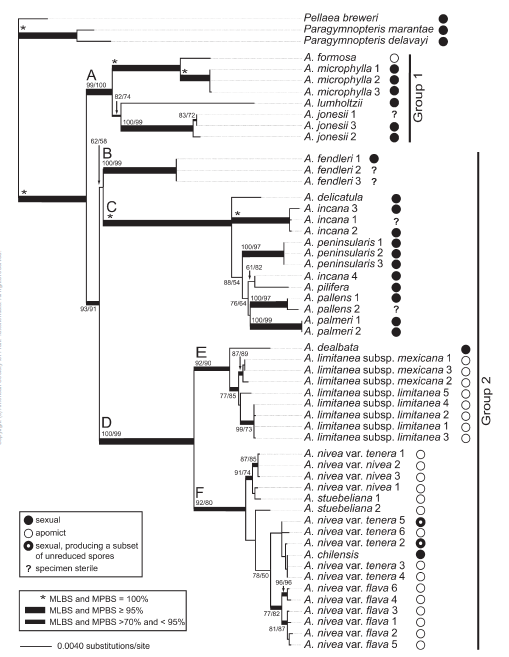 Pellaea breweri
Paragymnopteris marantae
Paragymnopteris delavayi
*
A. formosa
A
A. microphylla 1
*
A. microphylla 2
99/100
A. microphylla 3
82/74
A. lumholtzii
83/72
A. jonesii 1 ?
100/99
A. jonesii 3
A. jonesii 2
Group 1
62/58
B
A. fendleri 1
100/99
A. fendleri 2 ?
A. fendleri 3 ?
*
C
A. delicatula
*
A. incana 3
A. incana 1 ?
A. incana 2
A. peninsularis 1
100/97
A. peninsularis 2
A. peninsularis 3
61/82
A. incana 4
88/54
A. pilifera
100/97
A. pallens 1
76/64
A. pallens 2 ?
100/99
A. palmeri 1
A. palmeri 2
93/91
E
A. dealbata
87/89
A. limitanea subsp. mexicana 1
92/90
A. limitanea subsp. mexicana 3
A. limitanea subsp. mexicana 2
77/85
A. limitanea subsp. limitanea 5
A. limitanea subsp. limitanea 4
A. limitanea subsp. limitanea 2
99/73
A. limitanea subsp. limitanea 1
A. limitanea subsp. limitanea 3
D
100/99
Group 2
87/85
A. nivea var. tenera 1
91/74
A. nivea var. nivea 2
A. nivea var. nivea 3
F
A. nivea var. nivea 1
92/80
A. stuebeliana 1
A. stuebeliana 2
A. nivea var. tenera 5
A. nivea var. tenera 6
A. nivea var. tenera 2
A. chilensis
A. nivea var. tenera 3
78/50
A. nivea var. tenera 4
96/96
A. nivea var. flava 6
A. nivea var. flava 4
77/82
A. nivea var. flava 3
A. nivea var. flava 1
81/87
A. nivea var. flava 2
A. nivea var. flava 5
sexual
apomict
sexual, producing a subset
of unreduced spores
? specimen sterile
* MLBS and MPBS = 100%
MLBS and MPBS ≥ 95%
MLBS and MPBS >70% and < 95%
0.0040 substitutions/site